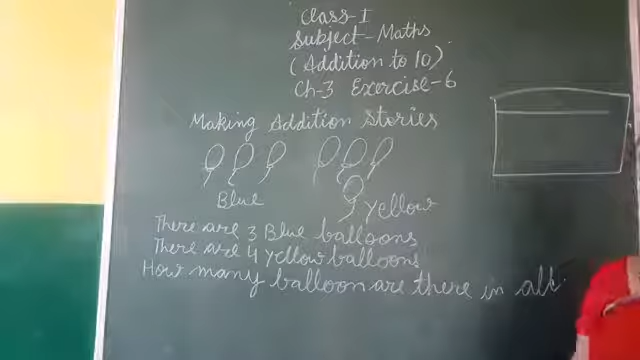 Class-I
Subject-Maths
(Addition to 10)
Ch-3 Exercise-6
Making Addition Stories
Blue
Yellow
There are 3 Blue balloons
There are 4 Yellow balloons
How many balloon are there in all.